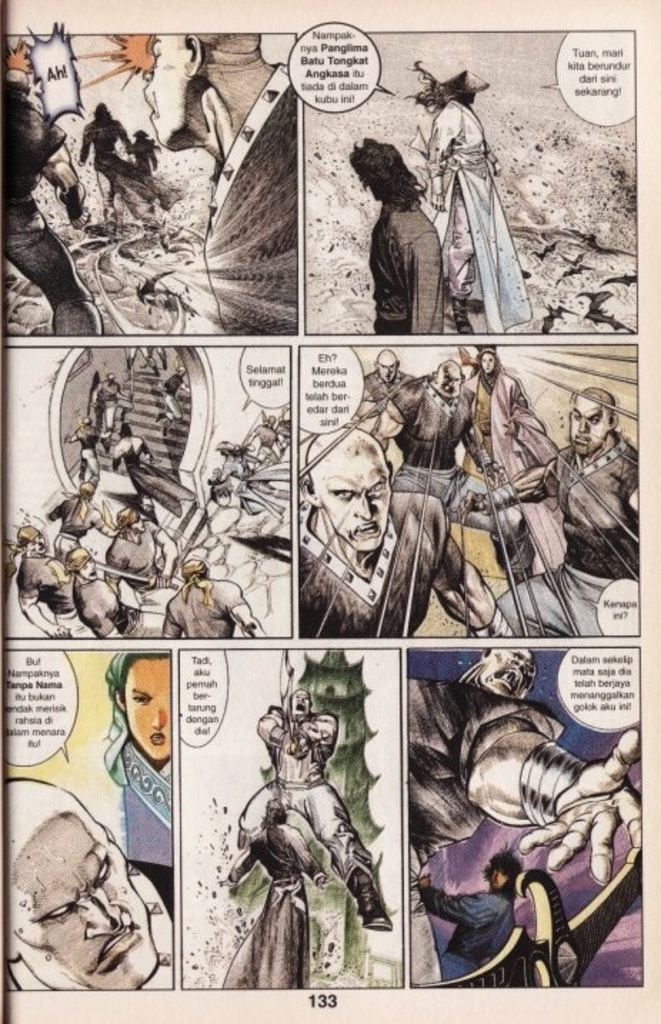 Ah!
Nampak-
nya Panglima
Batu Tongkat
Angkasa itu
tiada di dalam
kubu ini!
Tuan, mari
kita berundur
dari sini
sekarang!
Selamat
tinggal!
Eh?
Mereka
berdua
telah ber-
edar dari
sini!
Kenapa
ini?
Bu!
Nampaknya
Tanpa Nama
itu bukan
endak merisik
rahsia di
alam menara
itu!
Tadi,
aku
pernah
ber-
tarung
dengan
dia!
Dalam sekelip
mata saja dia
telah berjaya
menanggalkan
golok aku ini!
133